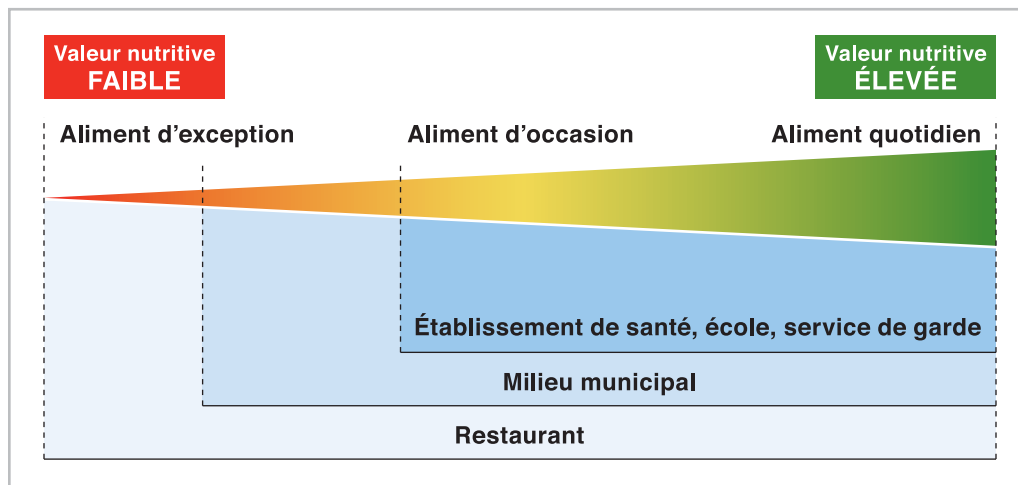 Valeur nutritive
FAIBLE
Valeur nutritive
ÉLEVÉE
Aliment d’exception
Aliment d’occasion
Aliment quotidien
Établissement de santé, école, service de garde
Milieu municipal
Restaurant